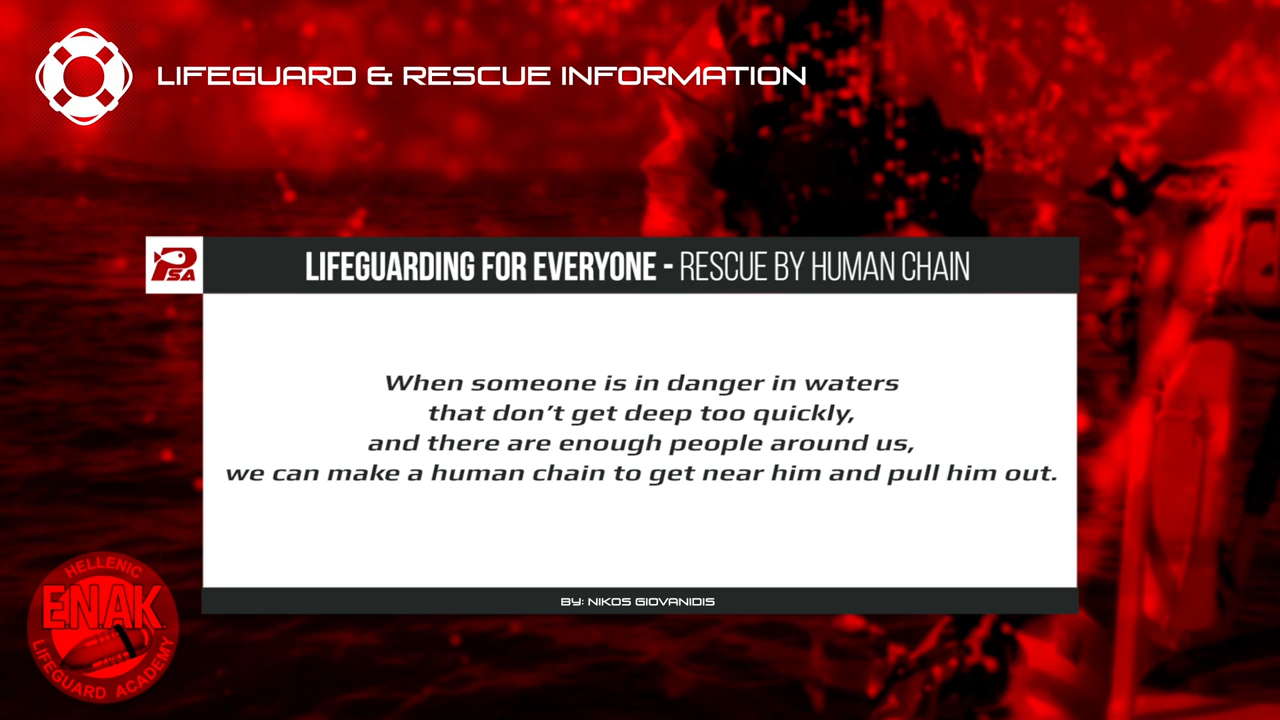 LIFEGUARD & RESCUE INFORMATION
PSA
LIFEGUARDING FOR EVERYONE - RESCUE BY HUMAN CHAIN
When someone is in danger in waters
that don't get deep too quickly,
and there are enough people around us,
we can make a human chain to get near him and pull him out.
BY: NIKOS GIOVANIDIS
HELLENIC
E.N.A.K.
LIFEGUARD ACADEMY